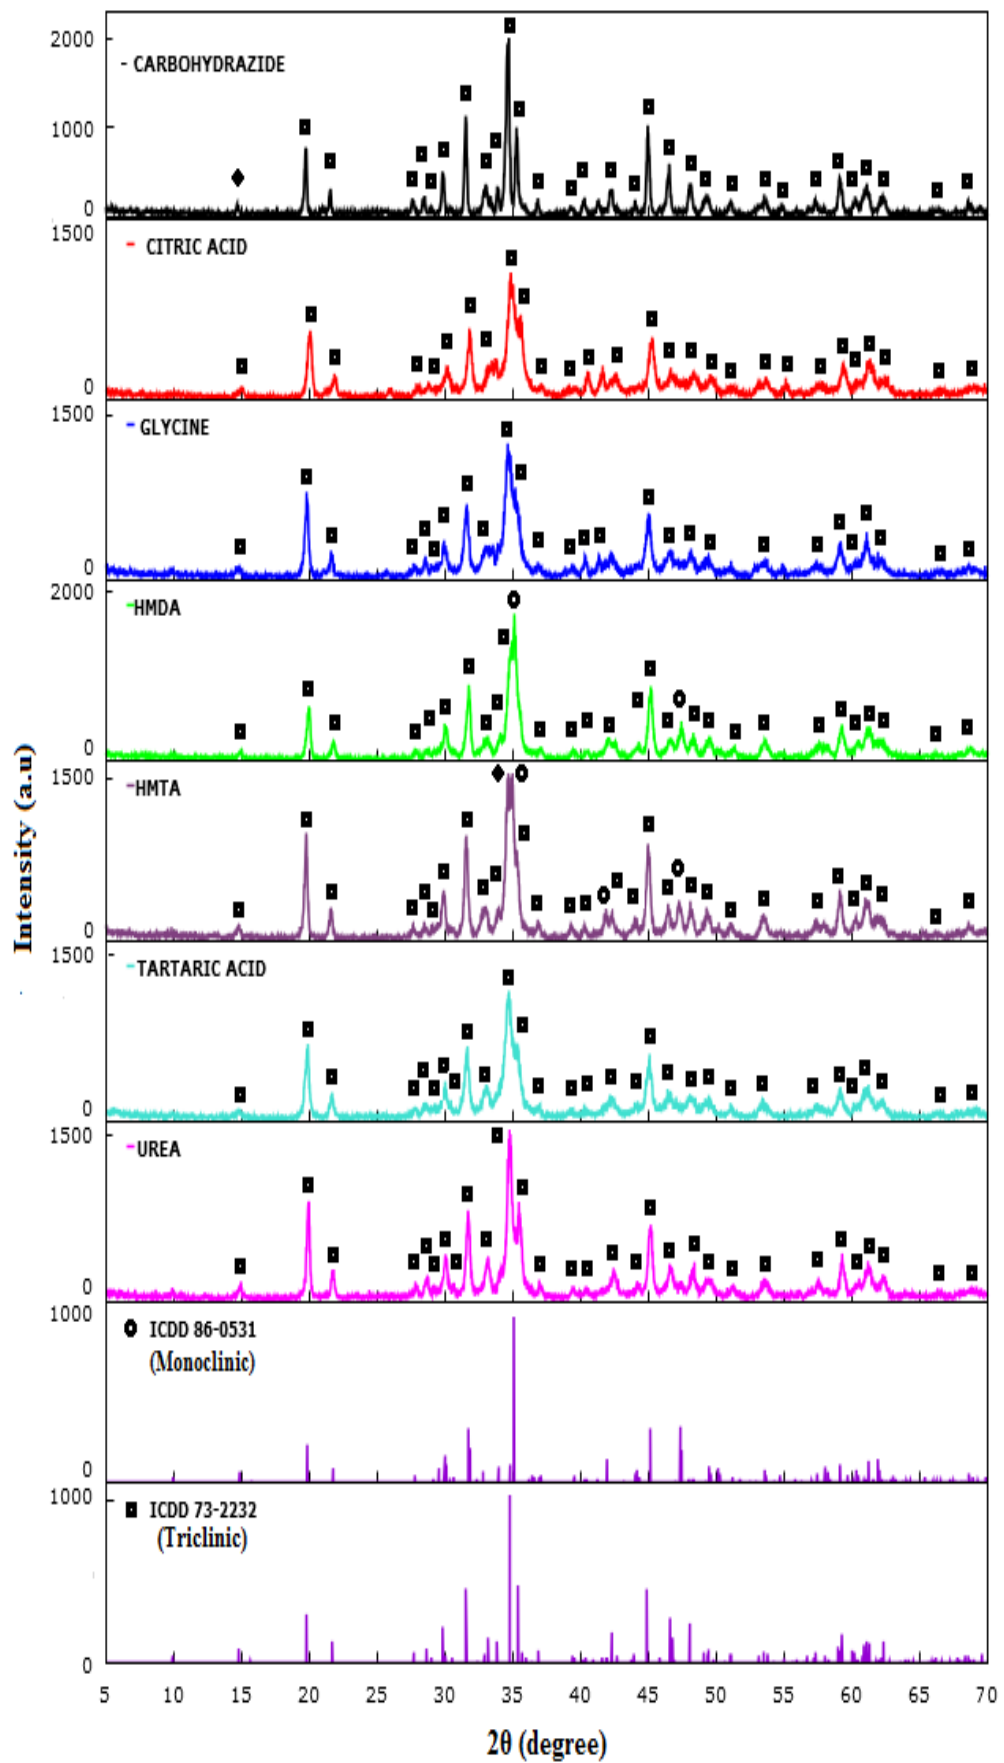 2000
- CARBOHYDRAZIDE
1000
0
1500
- CITRIC ACID
0
1500
- GLYCINE
0
2000
-HMDA
0
1500
-HMTA
0
1500
-TARTARIC ACID
0
1500
-UREA
0
1000
ICDD 86-0531
(Monoclinic)
0
1000
ICDD 73-2232
(Triclinic)
0
5 10 15 20 25 30 35 40 45 50 55 60 65 70
2θ (degree)
Intensity (a.u)